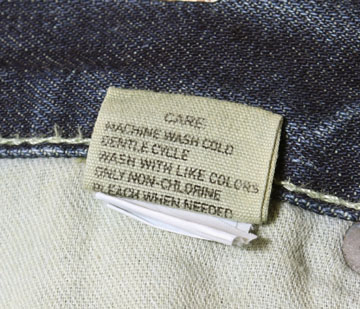 CARE
MACHINE WASH COLD
GENTLE CYCLE
WASH WITH LIKE COLORS
ONLY NON-CHLORINE
BLEACH WHEN NEEDED